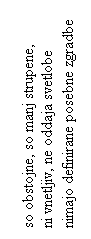 so obstojne, so manj strupene,
ni vnetljiv, ne oddaja svetlobe
nimajo definirane posebne zgradbe